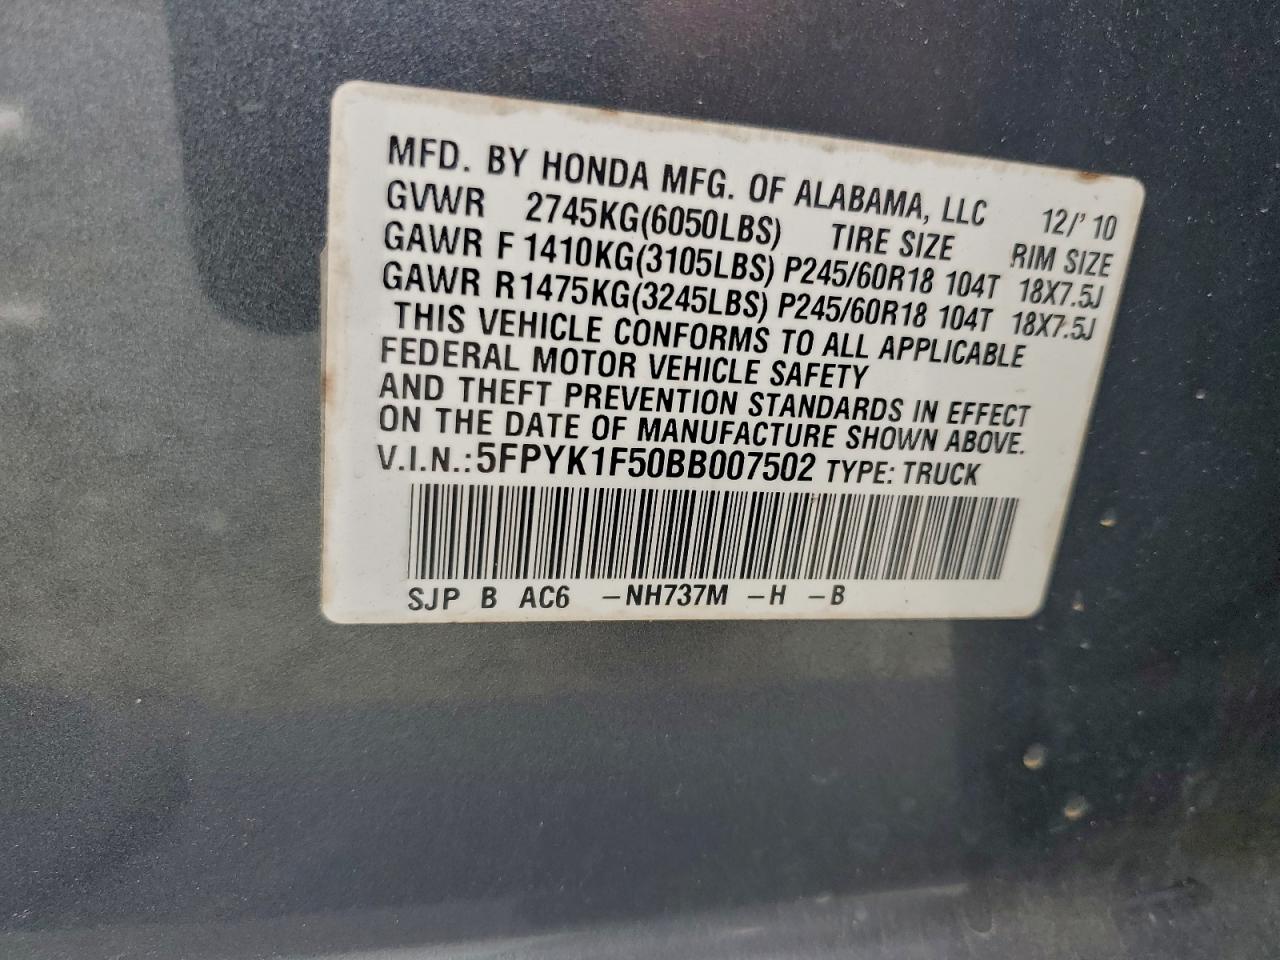 MFD. BY HONDA MFG. OF ALABAMA, LLC 12/' 10
GVWR 2745KG(6050LBS) TIRE SIZE RIM SIZE
GAWR F 1410KG(3105LBS) P245/60R18 104T 18X7.5J
GAWR R 1475KG(3245LBS) P245/60R18 104T 18X7.5J
THIS VEHICLE CONFORMS TO ALL APPLICABLE
FEDERAL MOTOR VEHICLE SAFETY
AND THEFT PREVENTION STANDARDS IN EFFECT
ON THE DATE OF MANUFACTURE SHOWN ABOVE.
V.I.N.: 5FPYK1F50BB007502 TYPE: TRUCK
SJP B AC6 –NH737M –H –B